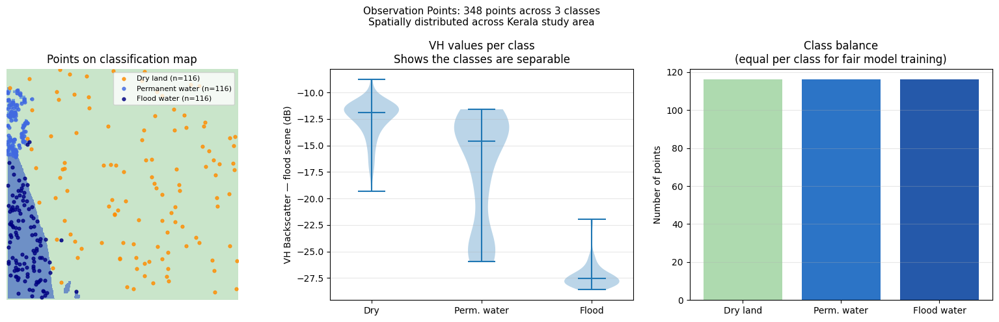 Observation Points: 348 points across 3 classes
Spatially distributed across Kerala study area
Points on classification map
Dry land (n=116)
Permanent water (n=116)
Flood water (n=116)
VH values per class
Shows the classes are separable
VH Backscatter — flood scene (dB)
−10.0
−12.5
−15.0
−17.5
−20.0
−22.5
−25.0
−27.5
Dry
Perm. water
Flood
Class balance
(equal per class for fair model training)
Number of points
120
100
80
60
40
20
0
Dry land
Perm. water
Flood water